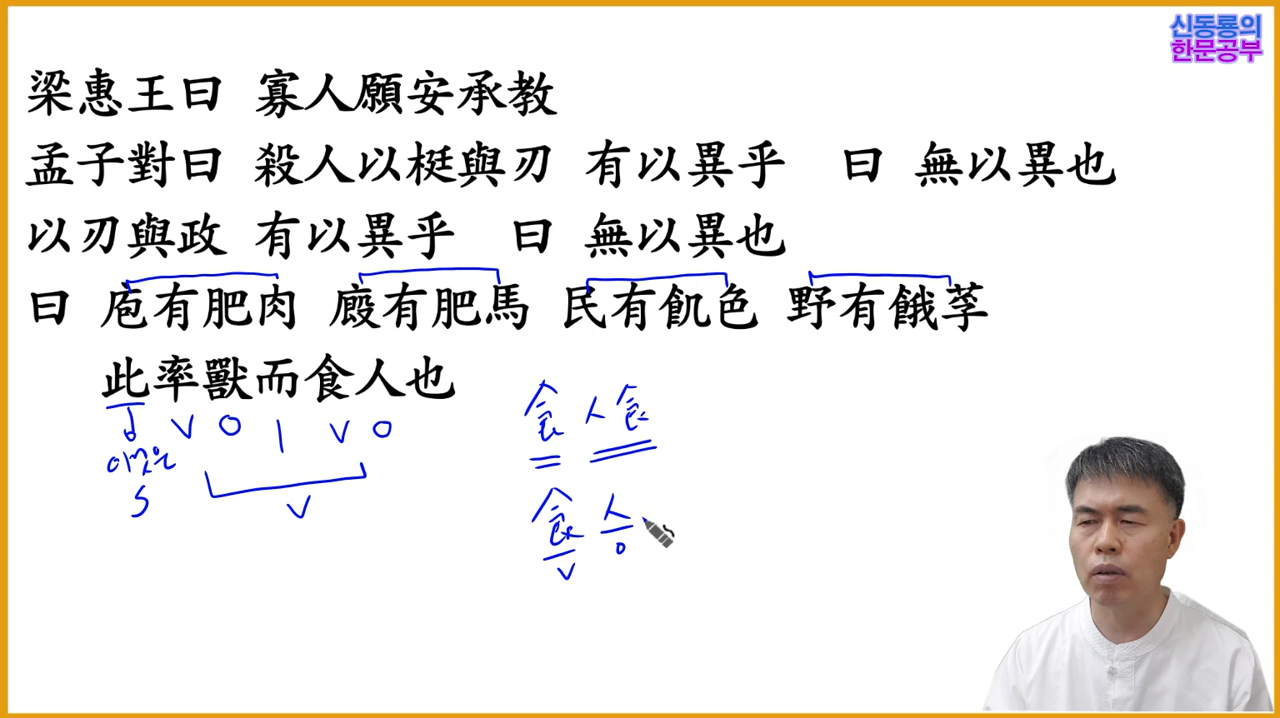 신동룡의
한문공부
梁惠王曰 寡人願安承教
孟子對曰 殺人以梃與刃 有以異乎 曰 無以異也
以刃與政 有以異乎 曰 無以異也
曰 庖有肥肉 廄有肥馬 民有飢色 野有餓莩
此率獸而食人也
V O | V O
이것은
S
V
食 人食
食 人
V O